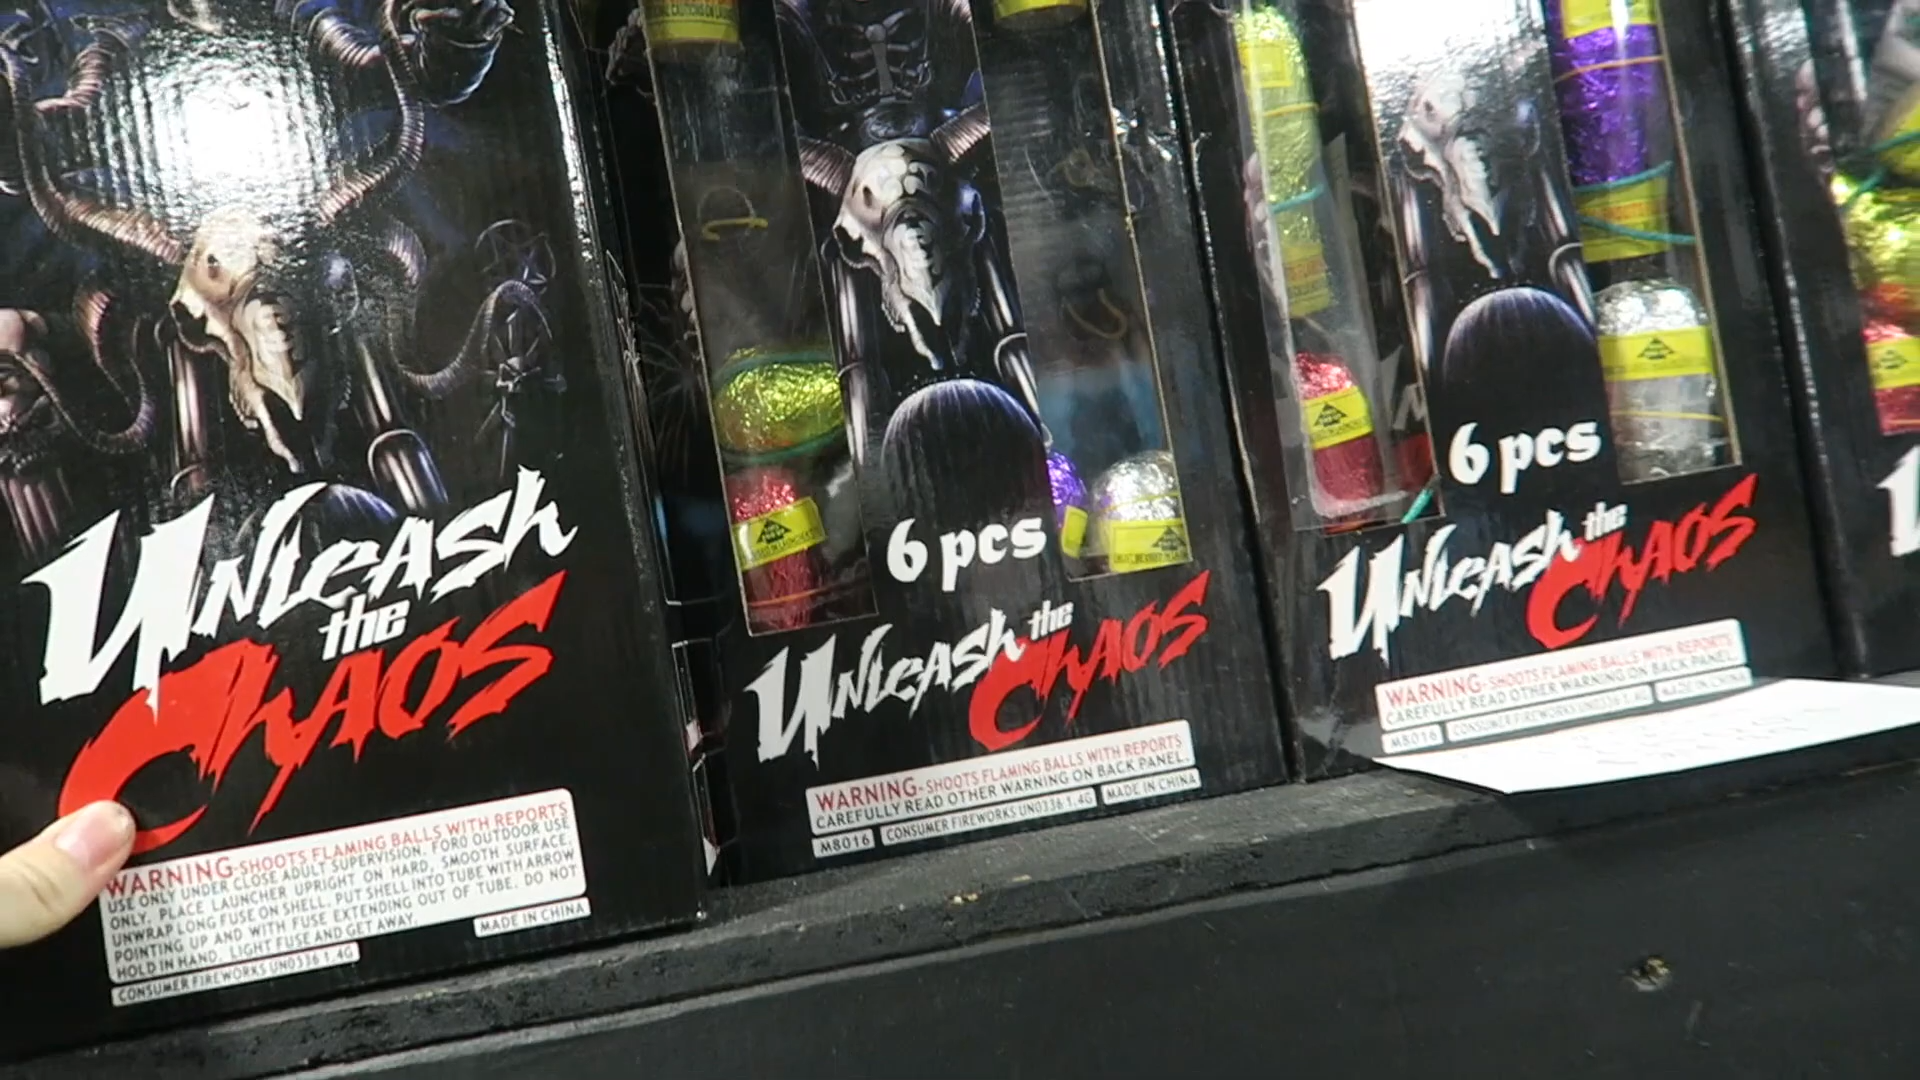 UNLEASH
the
CHAOS
WARNING-SHOOTS FLAMING BALLS WITH REPORTS
USE ONLY UNDER CLOSE ADULT SUPERVISION. FORO OUTDOOR USE
ONLY. PLACE LAUNCHER UPRIGHT ON HARD, SMOOTH SURFACE.
UNWRAP LONG FUSE ON SHELL. PUT SHELL INTO TUBE WITH ARROW
POINTING UP AND WITH FUSE EXTENDING OUT OF TUBE. DO NOT
HOLD IN HAND. LIGHT FUSE AND GET AWAY.
MADE IN CHINA
CONSUMER FIREWORKS UN0336 1.4G
6 pcs
UNLEASH the CHAOS
WARNING-SHOOTS FLAMING BALLS WITH REPORTS
CAREFULLY READ OTHER WARNING ON BACK PANEL.
M8016 CONSUMER FIREWORKS UN0336 1.4G MADE IN CHINA
6 pcs
UNLEASH the CHAOS
WARNING-SHOOTS FLAMING BALLS WITH REPORTS
CAREFULLY READ OTHER WARNING ON BACK PANEL.
M8016 CONSUMER FIREWORKS UN0336 1.4G MADE IN CHINA